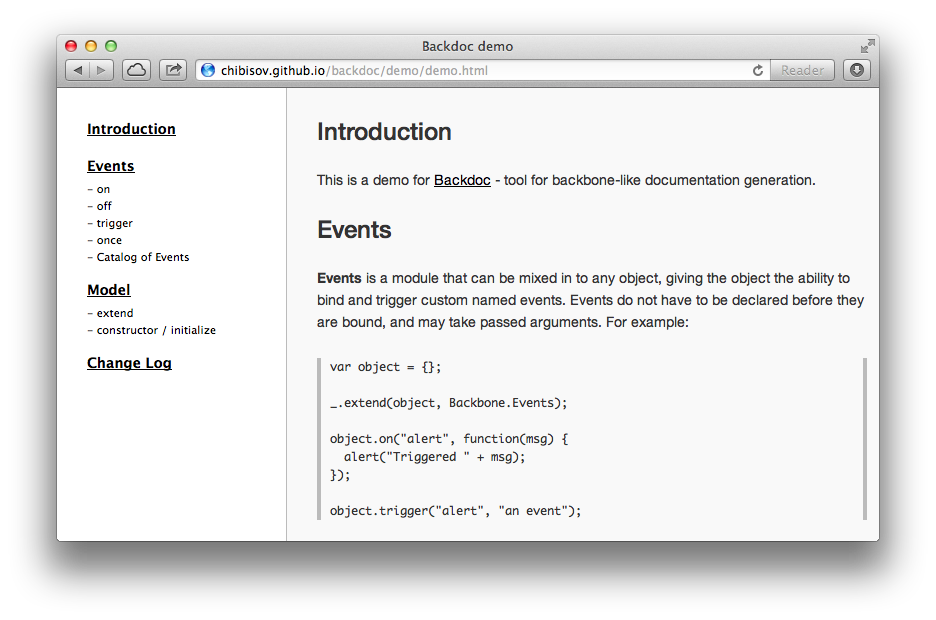 Backdoc demo
chibisov.github.io/backdoc/demo/demo.html
Reader
Introduction
Events
– on
– off
– trigger
– once
– Catalog of Events
Model
– extend
– constructor / initialize
Change Log
Introduction
This is a demo for Backdoc - tool for backbone-like documentation generation.
Events
Events is a module that can be mixed in to any object, giving the object the ability to
bind and trigger custom named events. Events do not have to be declared before they
are bound, and may take passed arguments. For example:
var object = {};
_.extend(object, Backbone.Events);
object.on("alert", function(msg) {
  alert("Triggered " + msg);
});
object.trigger("alert", "an event");